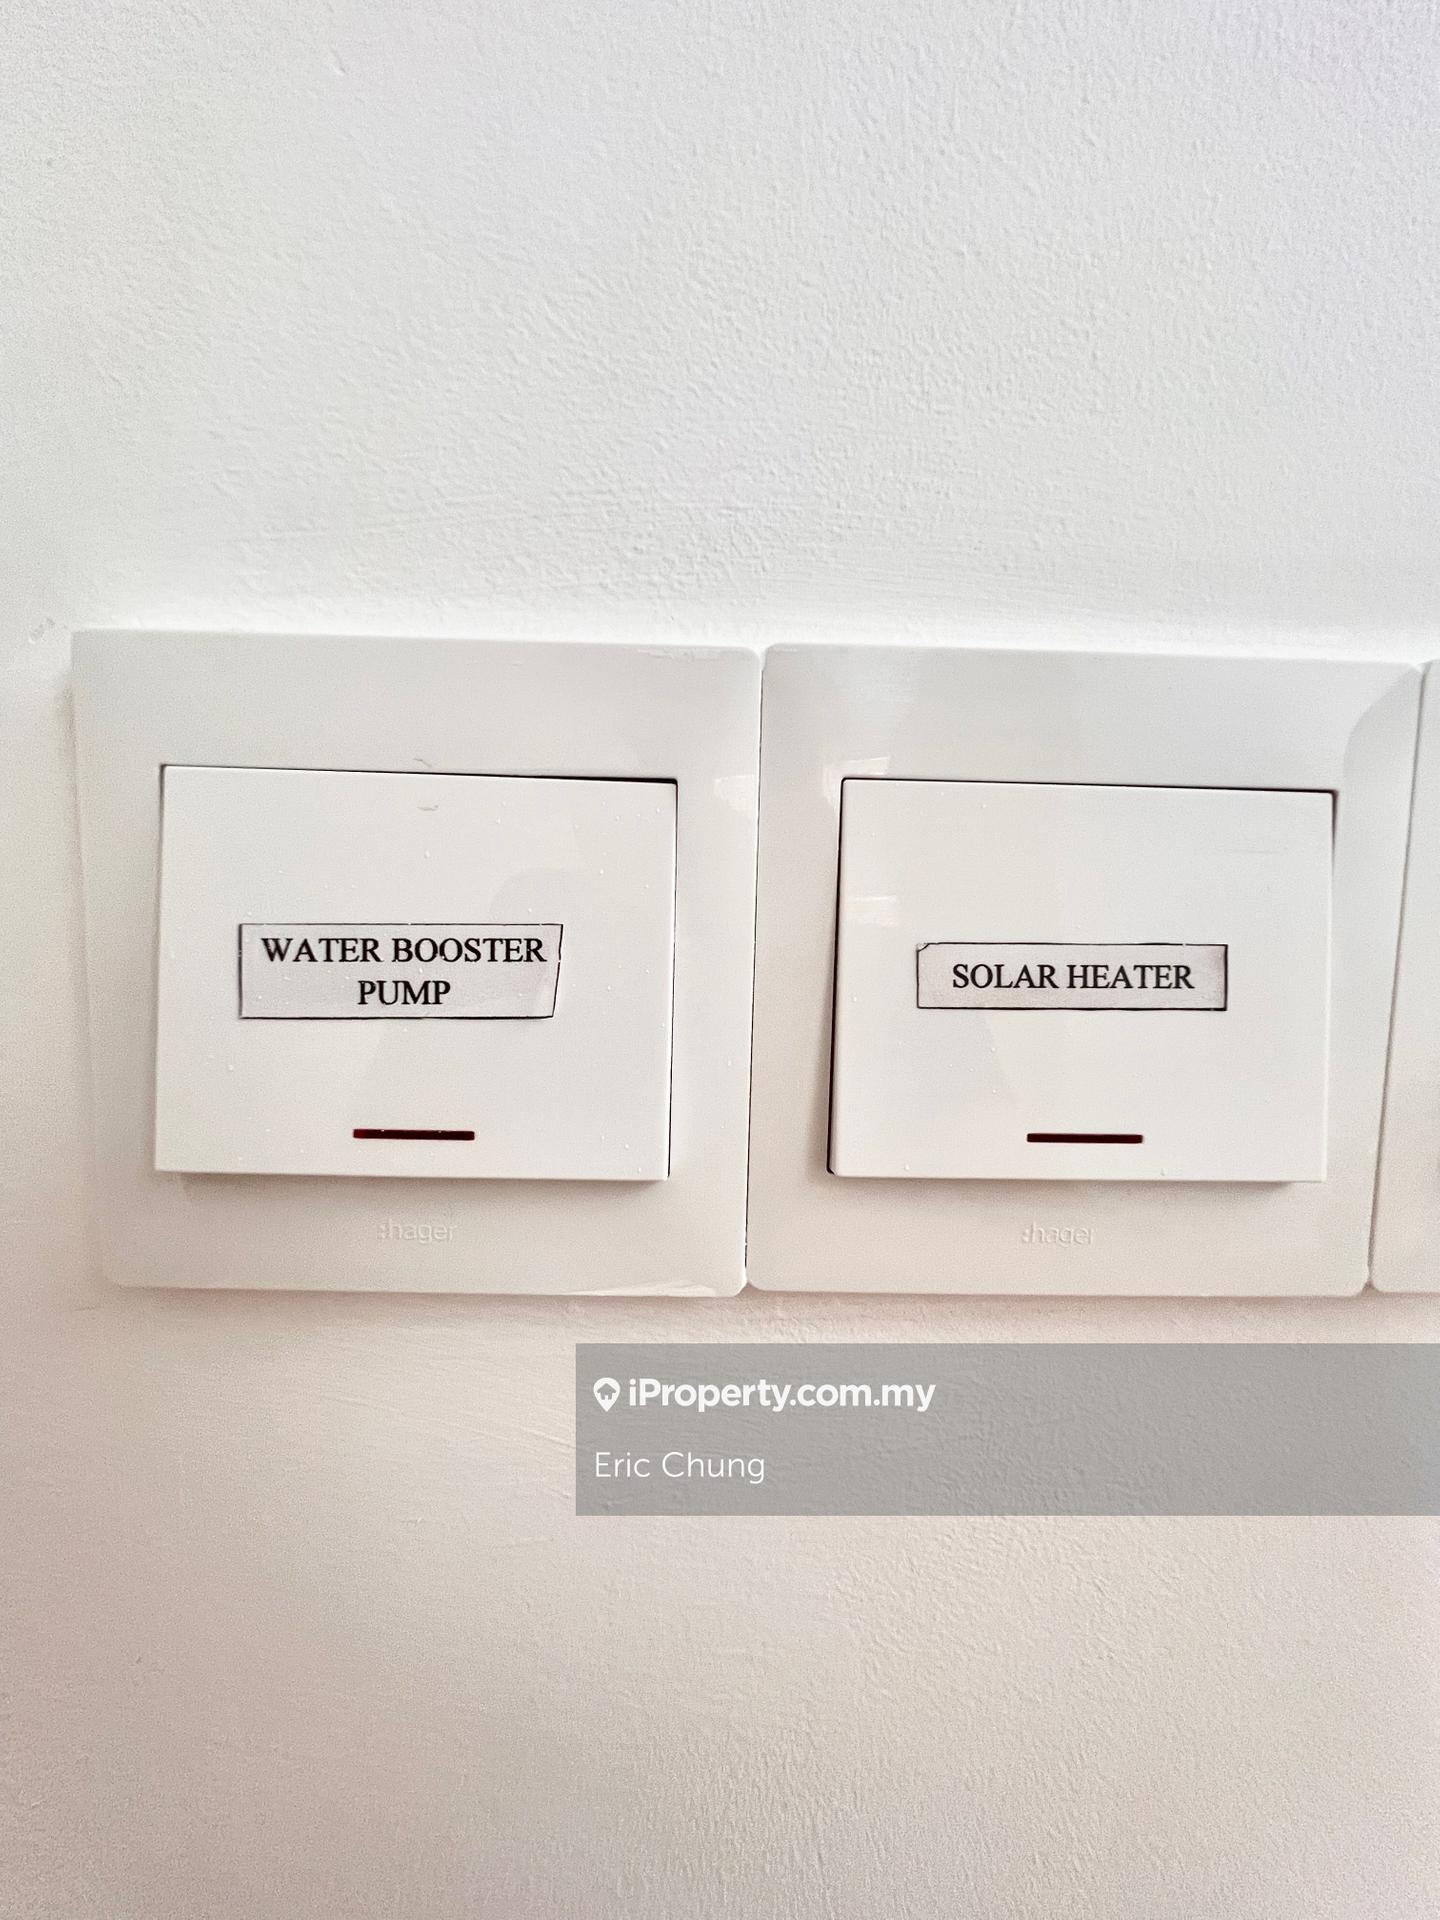 WATER BOOSTER
PUMP
SOLAR HEATER
:hager
:hager
iProperty.com.my
Eric Chung